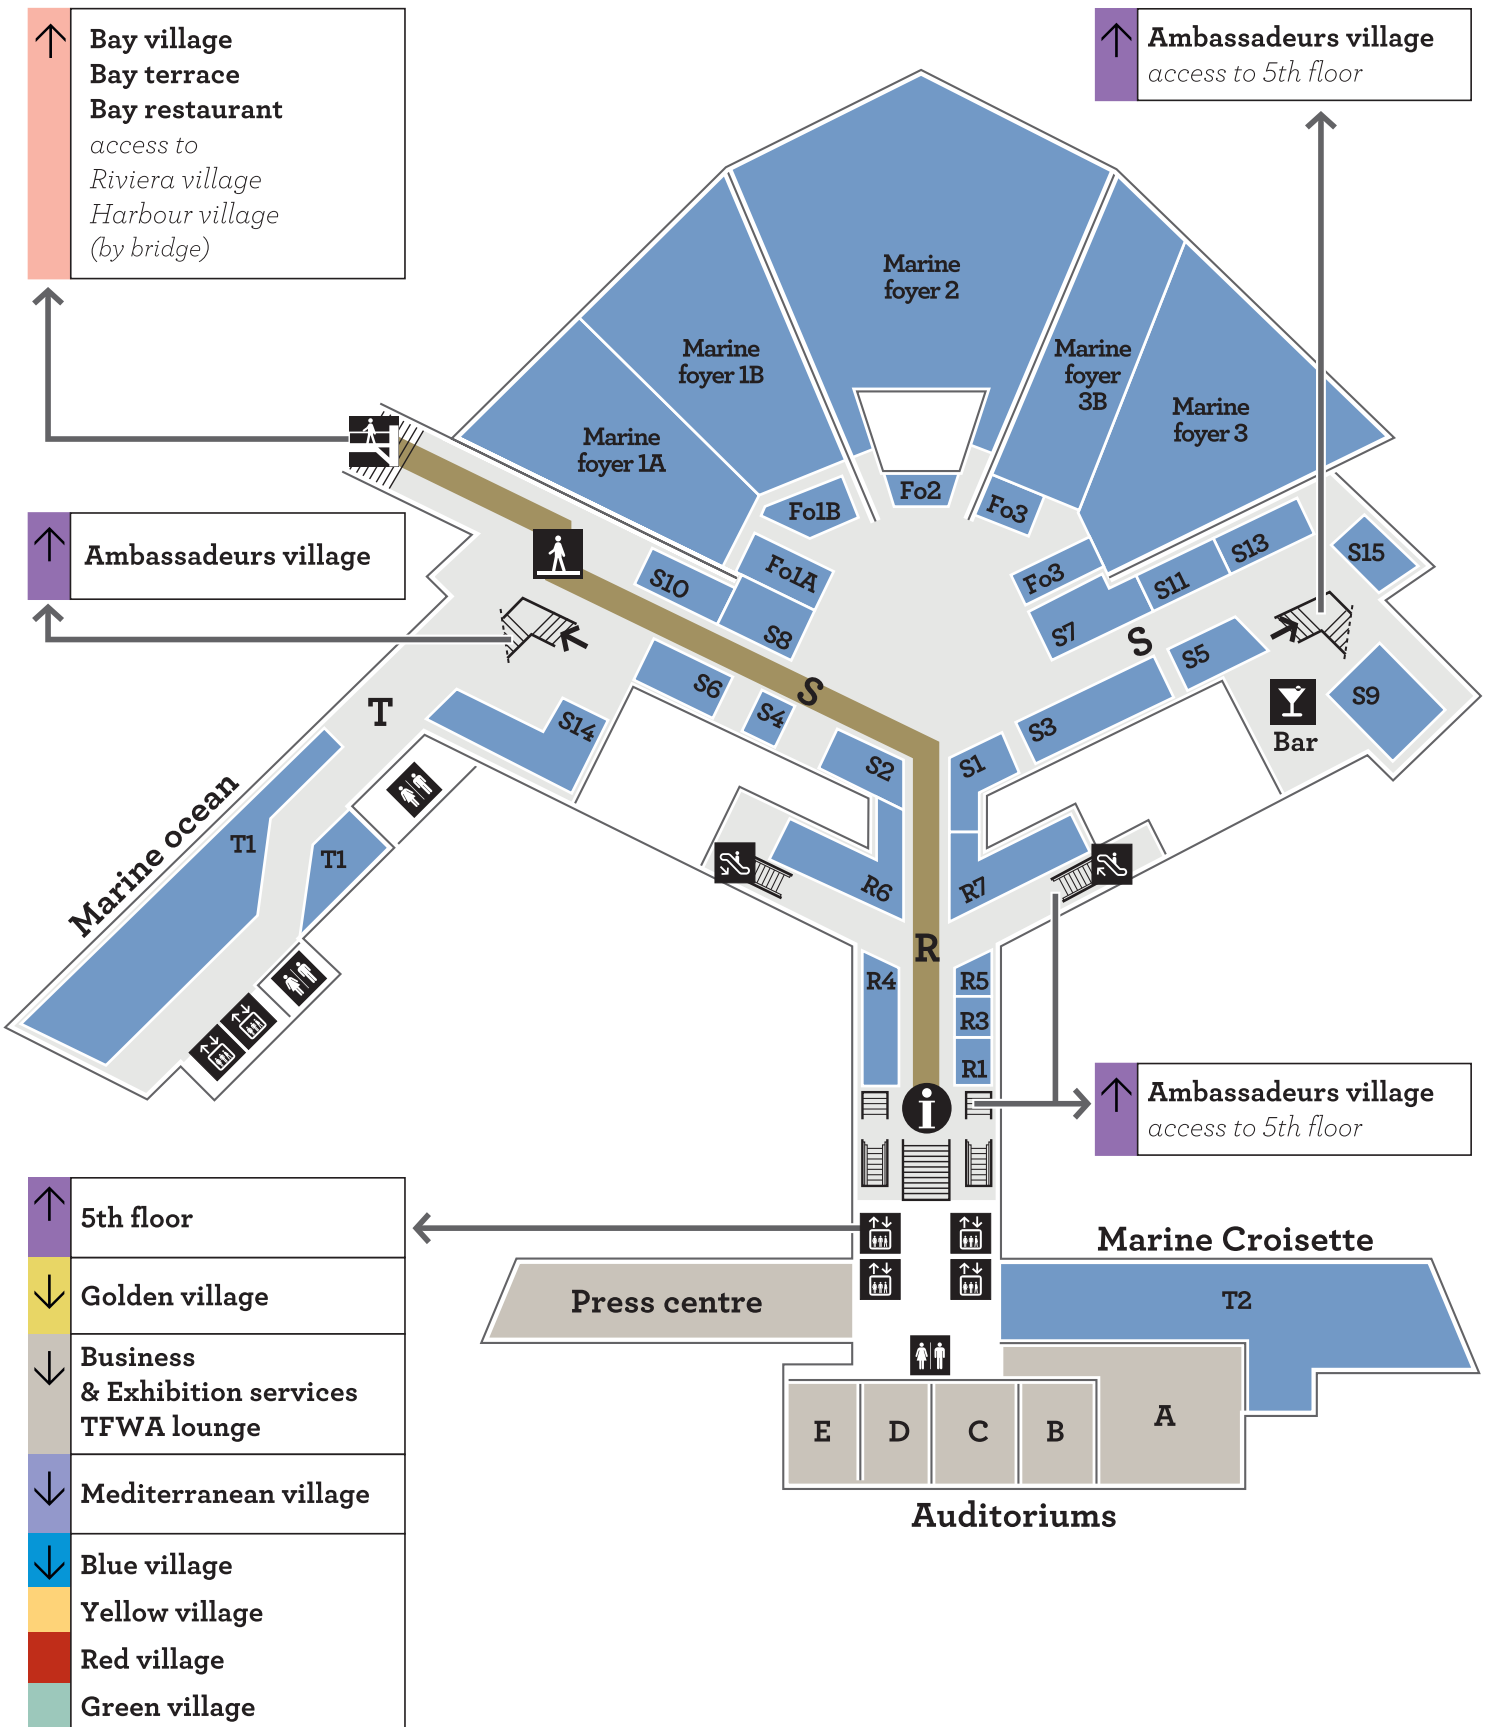 Bay village
Bay terrace
Bay restaurant
access to
Riviera village
Harbour village
(by bridge)
Ambassadeurs village
access to 5th floor
Marine
foyer 2
Marine
foyer 1B
Marine
foyer
3B
Marine
foyer 3
Marine
foyer 1A
Fo2
Fo1B
Fo3
Ambassadeurs village
Fo1A
Fo3
S10
S8
S7
S11
S13
S15
S
S5
S6
S4
S
S3
S9
Bar
T
S14
S2
S1
Marine ocean
T1
T1
R6
R7
R
R4
R5
R3
R1
i
Ambassadeurs village
access to 5th floor
5th floor
Golden village
Business
& Exhibition services
TFWA lounge
Mediterranean village
Blue village
Yellow village
Red village
Green village
Marine Croisette
Press centre
T2
E
D
C
B
A
Auditoriums